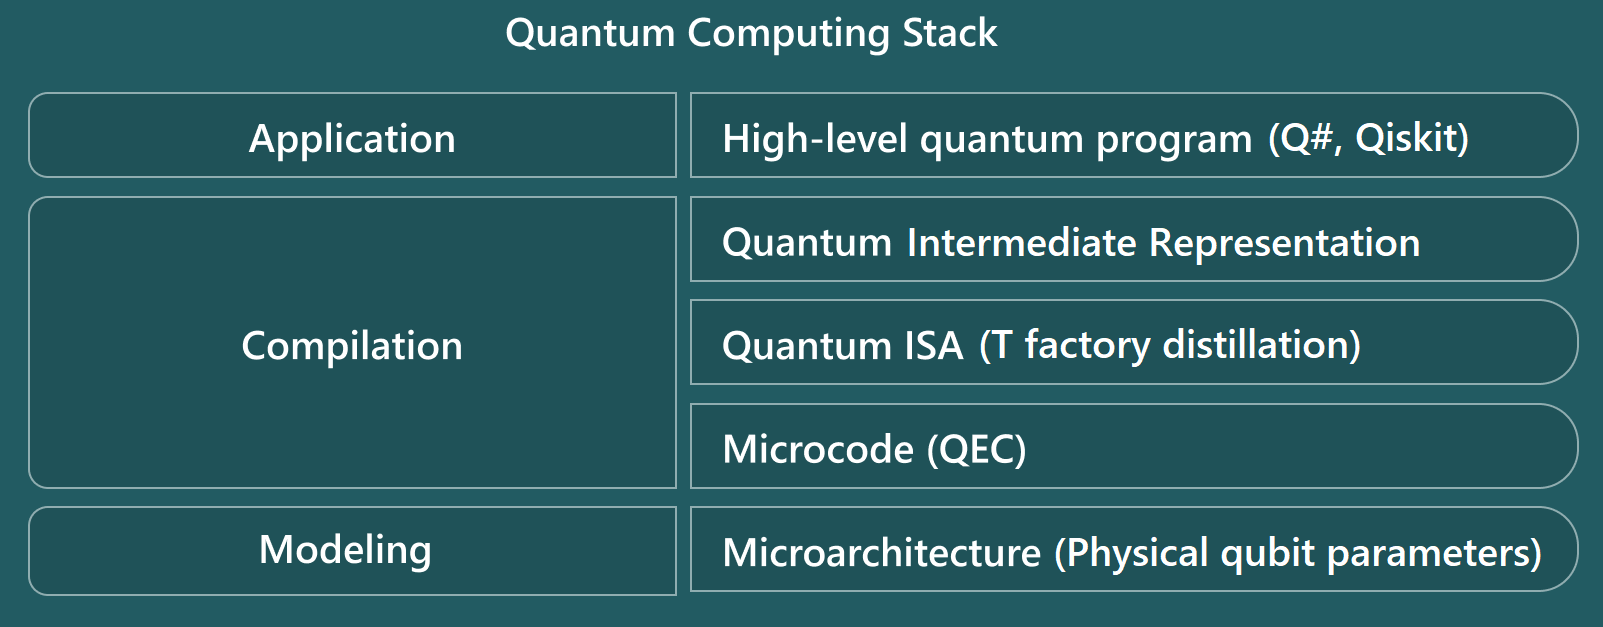 Quantum Computing Stack
Application
High-level quantum program (Q#, Qiskit)
Compilation
Quantum Intermediate Representation
Quantum ISA (T factory distillation)
Microcode (QEC)
Modeling
Microarchitecture (Physical qubit parameters)